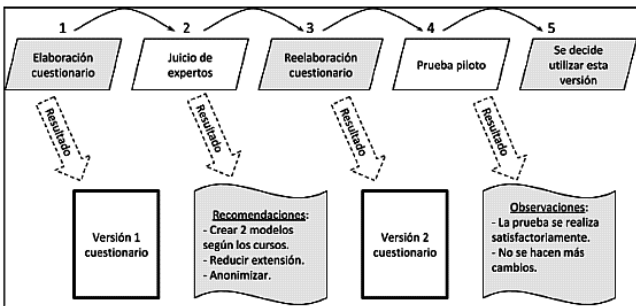 1 2 3 4 5
Elaboración
cuestionario
Juicio de
expertos
Reelaboración
cuestionario
Prueba piloto
Se decide
utilizar esta
versión
Resultado
Resultado
Resultado
Resultado
Versión 1
cuestionario
Recomendaciones:
- Crear 2 modelos
según los cursos.
- Reducir extensión.
- Anonimizar.
Versión 2
cuestionario
Observaciones:
- La prueba se realiza
satisfactoriamente.
- No se hacen más
cambios.